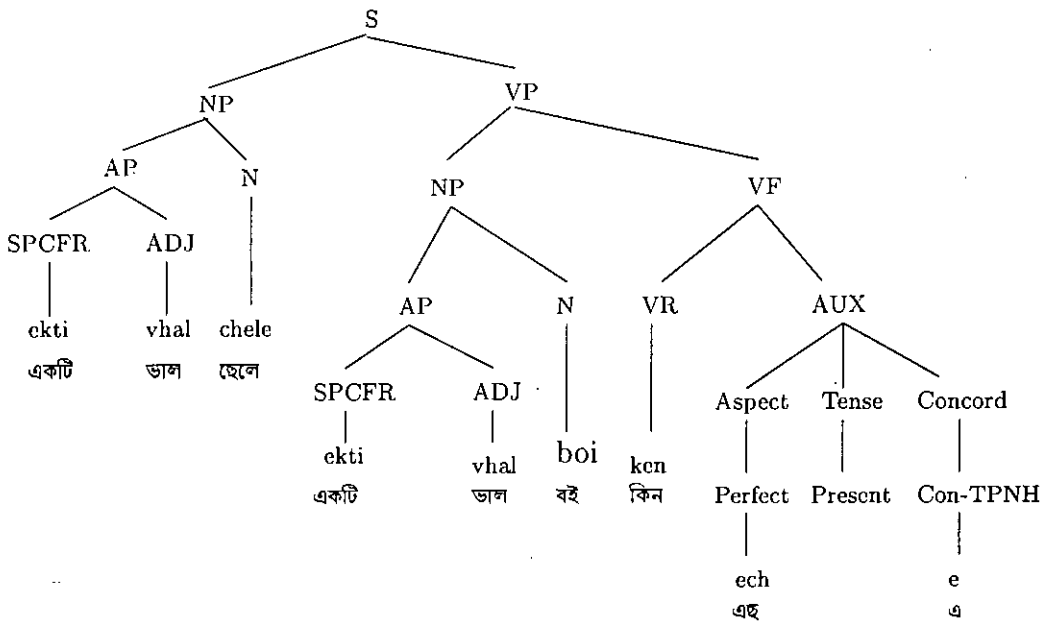 S
NP VP
AP N NP VF
SPCFR ADJ AP N VR AUX
ekti vhal chele
একটি ভাল ছেলে
SPCFR ADJ Aspect Tense Concord
ekti vhal boi ken
একটি ভাল বই কিন
Perfect Present Con-TPNH
ech e
এছ এ